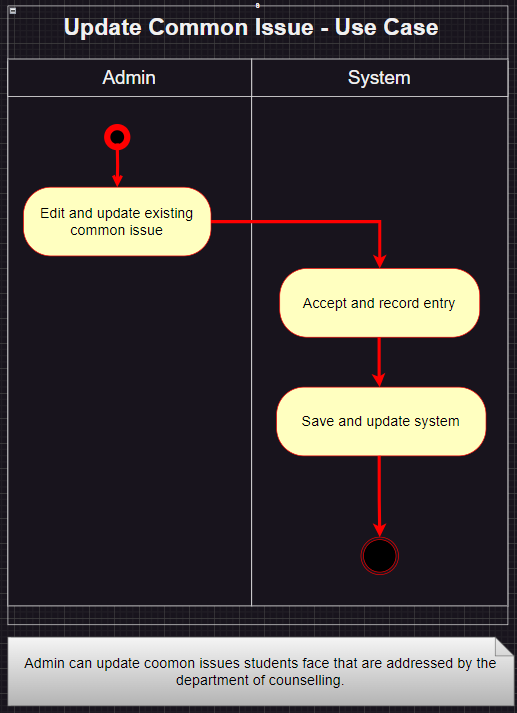 Update Common Issue - Use Case
Admin
System
Edit and update existing
common issue
Accept and record entry
Save and update system
Admin can update coomon issues students face that are addressed by the
department of counselling.